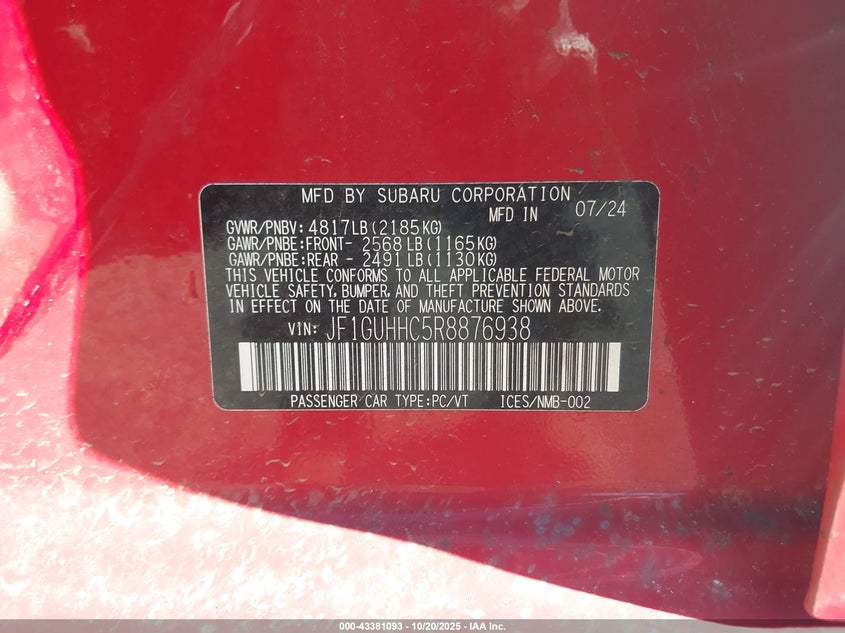 MFD BY SUBARU CORPORATION
MFD IN 07/24
GVWR/PNBV: 4817LB(2185KG)
GAWR/PNBE:FRONT- 2568 LB(1165KG)
GAWR/PNBE:REAR - 2491 LB(1130KG)
THIS VEHICLE CONFORMS TO ALL APPLICABLE FEDERAL MOTOR
VEHICLE SAFETY, BUMPER, AND THEFT PREVENTION STANDARDS
IN EFFECT ON THE DATE OF MANUFACTURE SHOWN ABOVE.
VIN: JF1GUHHC5R8876938
PASSENGER CAR TYPE:PC/VT 1CES/NMB-002
000-43381093 - 10/20/2025 - IAA Inc.